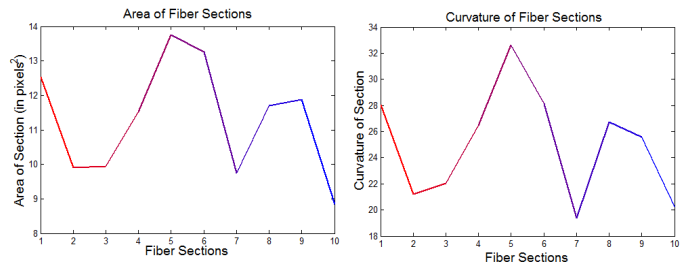 Area of Fiber Sections
Area of Section (in pixels²)
14
13
12
11
10
9
8
1 2 3 4 5 6 7 8 9 10
Fiber Sections
Curvature of Fiber Sections
Curvature of Section
34
32
30
28
26
24
22
20
18
1 2 3 4 5 6 7 8 9 10
Fiber Sections